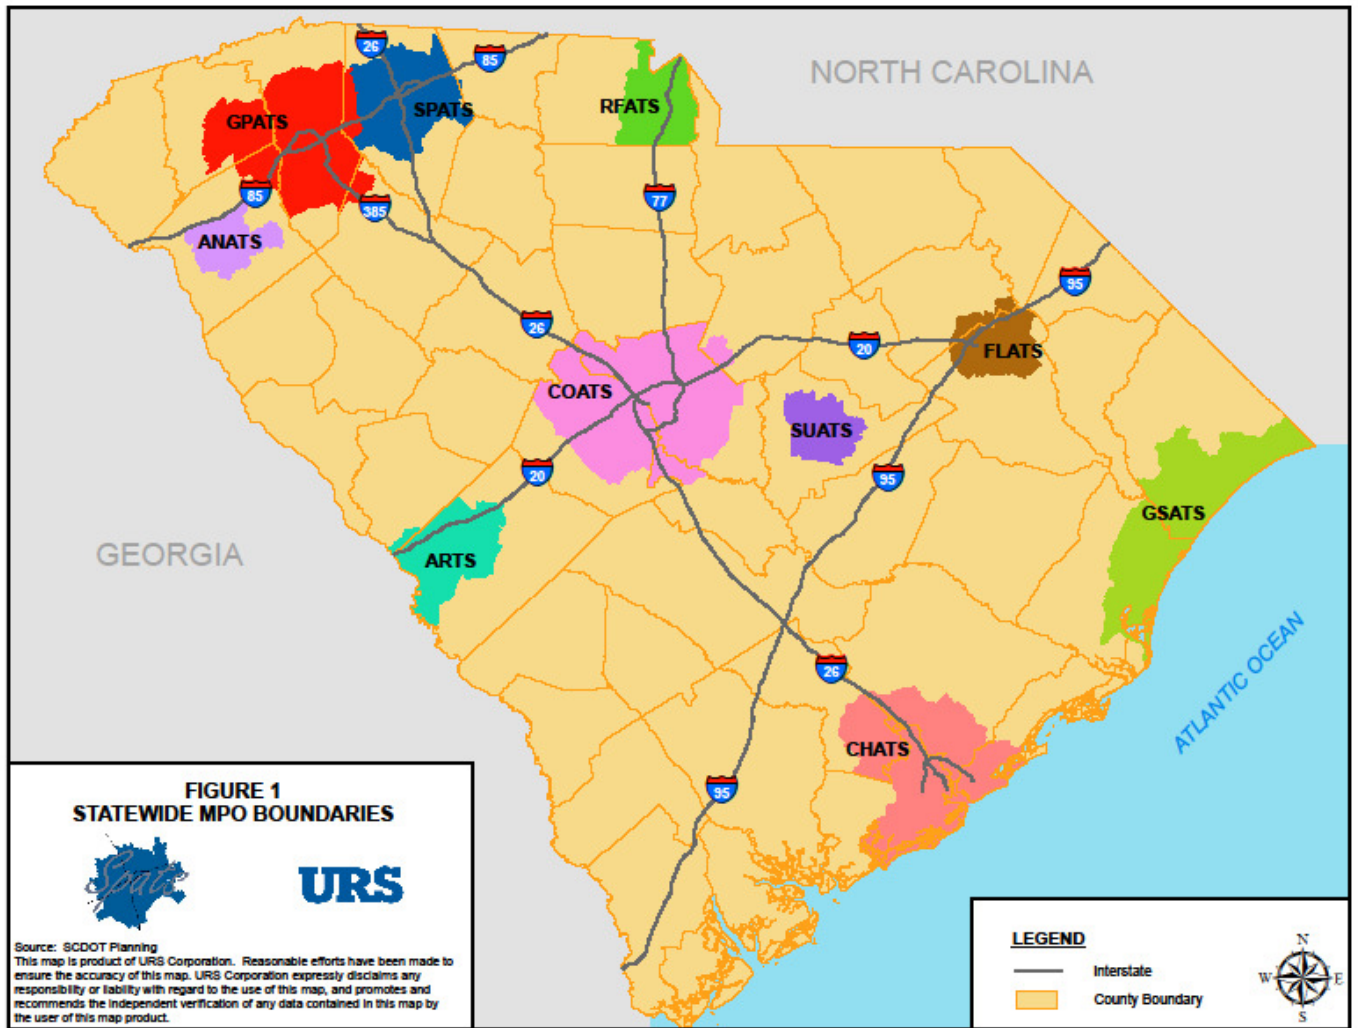 NORTH CAROLINA
26
85
SPATS
RFATS
GPATS
85
385
77
ANATS
95
26
20
FLATS
COATS
SUATS
20
95
GSATS
GEORGIA
ARTS
ATLANTIC OCEAN
26
CHATS
95
FIGURE 1
STATEWIDE MPO BOUNDARIES
Spats
URS
Source: SCDOT Planning
This map is product of URS Corporation. Reasonable efforts have been made to
ensure the accuracy of this map. URS Corporation expressly disclaims any
responsibility or liability with regard to the use of this map, and promotes and
recommends the independent verification of any data contained in this map by
the user of this map product.
LEGEND
Interstate
County Boundary
N
W
E
S